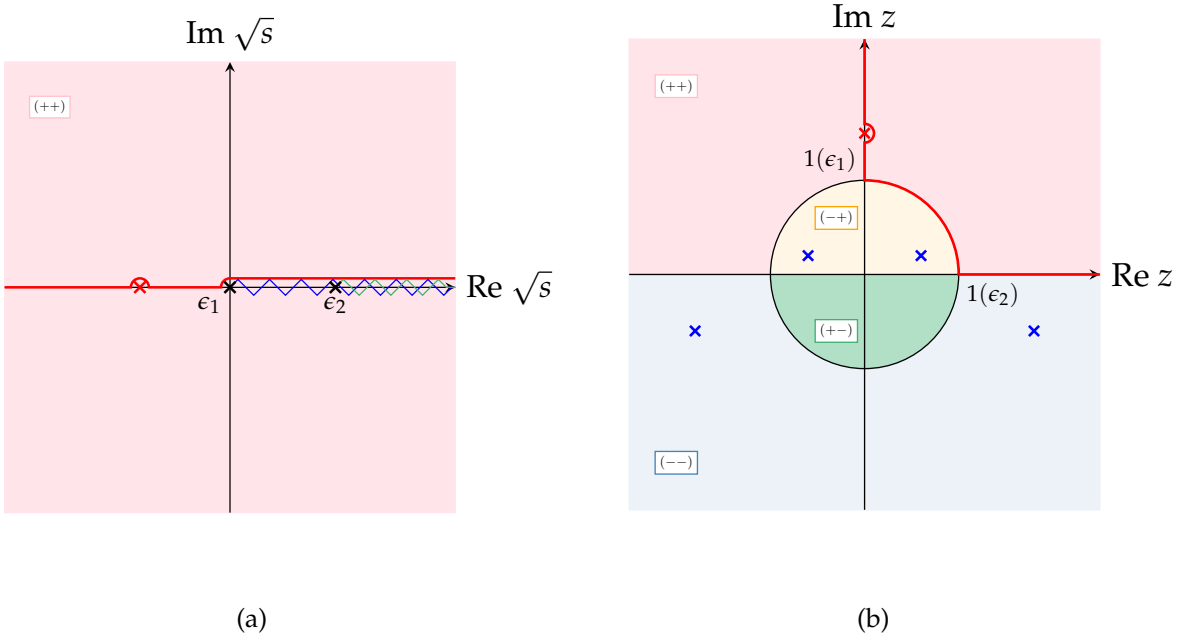 Im √s
(++)
ϵ₁
ϵ₂
Re √s
(a)
Im z
(++)
1(ϵ₁)
(−+)
Re z
1(ϵ₂)
(+−)
(−−)
(b)